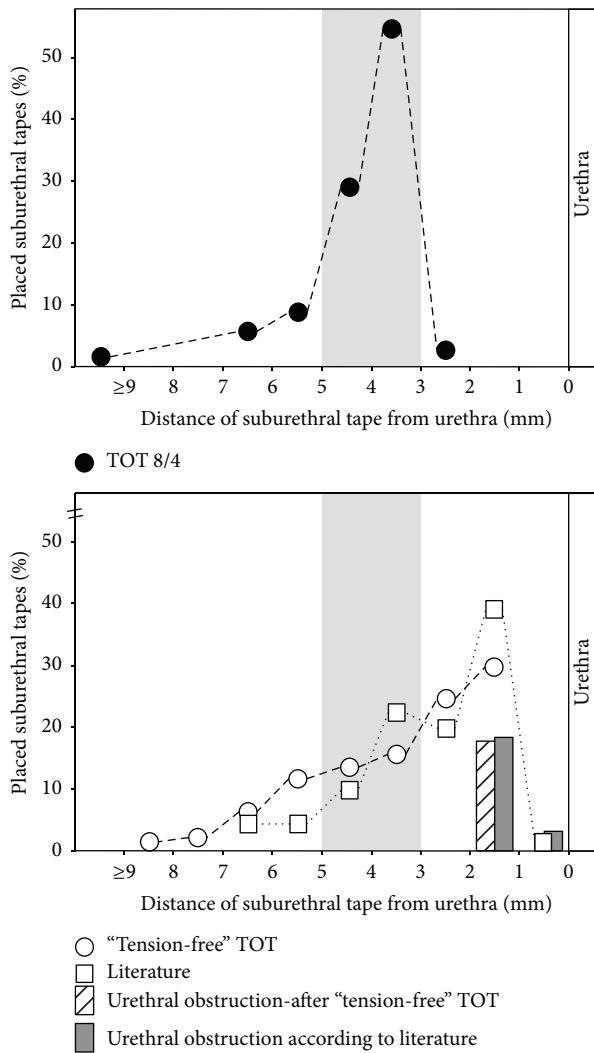 50
40
30
20
10
0
Placed suburethral tapes (%)
Urethra
≥9 8 7 6 5 4 3 2 1 0
Distance of suburethral tape from urethra (mm)
TOT 8/4
50
40
30
20
10
0
Placed suburethral tapes (%)
Urethra
≥9 8 7 6 5 4 3 2 1 0
Distance of suburethral tape from urethra (mm)
“Tension-free” TOT
Literature
Urethral obstruction-after “tension-free” TOT
Urethral obstruction according to literature